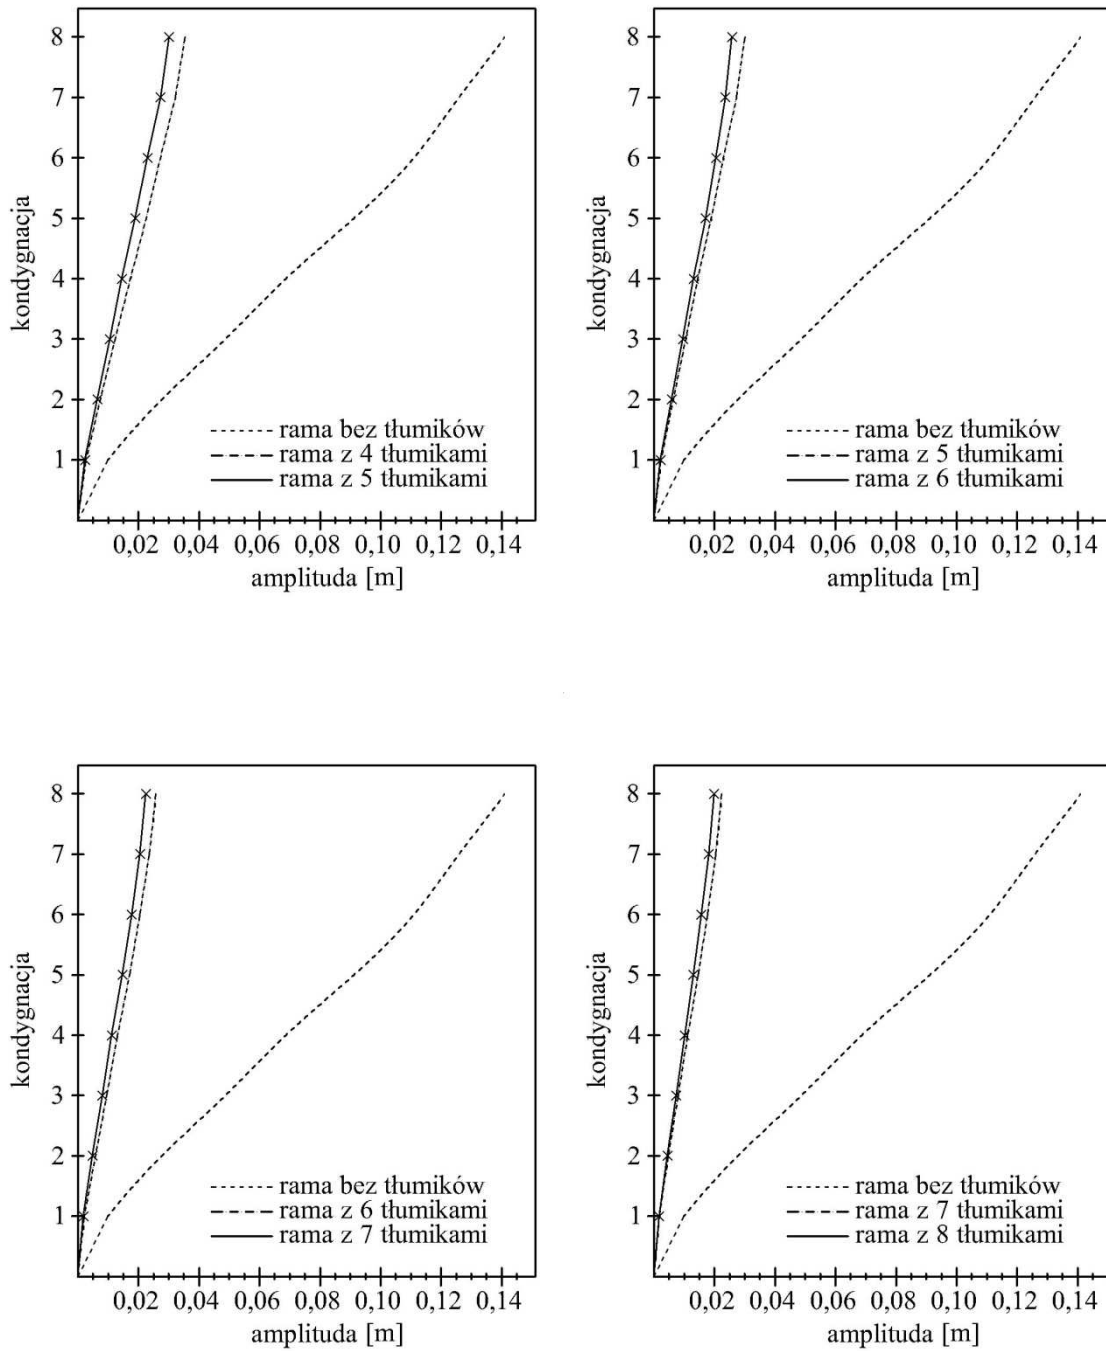 8
7
6
5
4
3
2
1
kondygnacja
rama bez tłumików
rama z 4 tłumikami
rama z 5 tłumikami
0,02 0,04 0,06 0,08 0,10 0,12 0,14
amplituda [m]
8
7
6
5
4
3
2
1
kondygnacja
rama bez tłumików
rama z 5 tłumikami
rama z 6 tłumikami
0,02 0,04 0,06 0,08 0,10 0,12 0,14
amplituda [m]
8
7
6
5
4
3
2
1
kondygnacja
rama bez tłumików
rama z 6 tłumikami
rama z 7 tłumikami
0,02 0,04 0,06 0,08 0,10 0,12 0,14
amplituda [m]
8
7
6
5
4
3
2
1
kondygnacja
rama bez tłumików
rama z 7 tłumikami
rama z 8 tłumikami
0,02 0,04 0,06 0,08 0,10 0,12 0,14
amplituda [m]